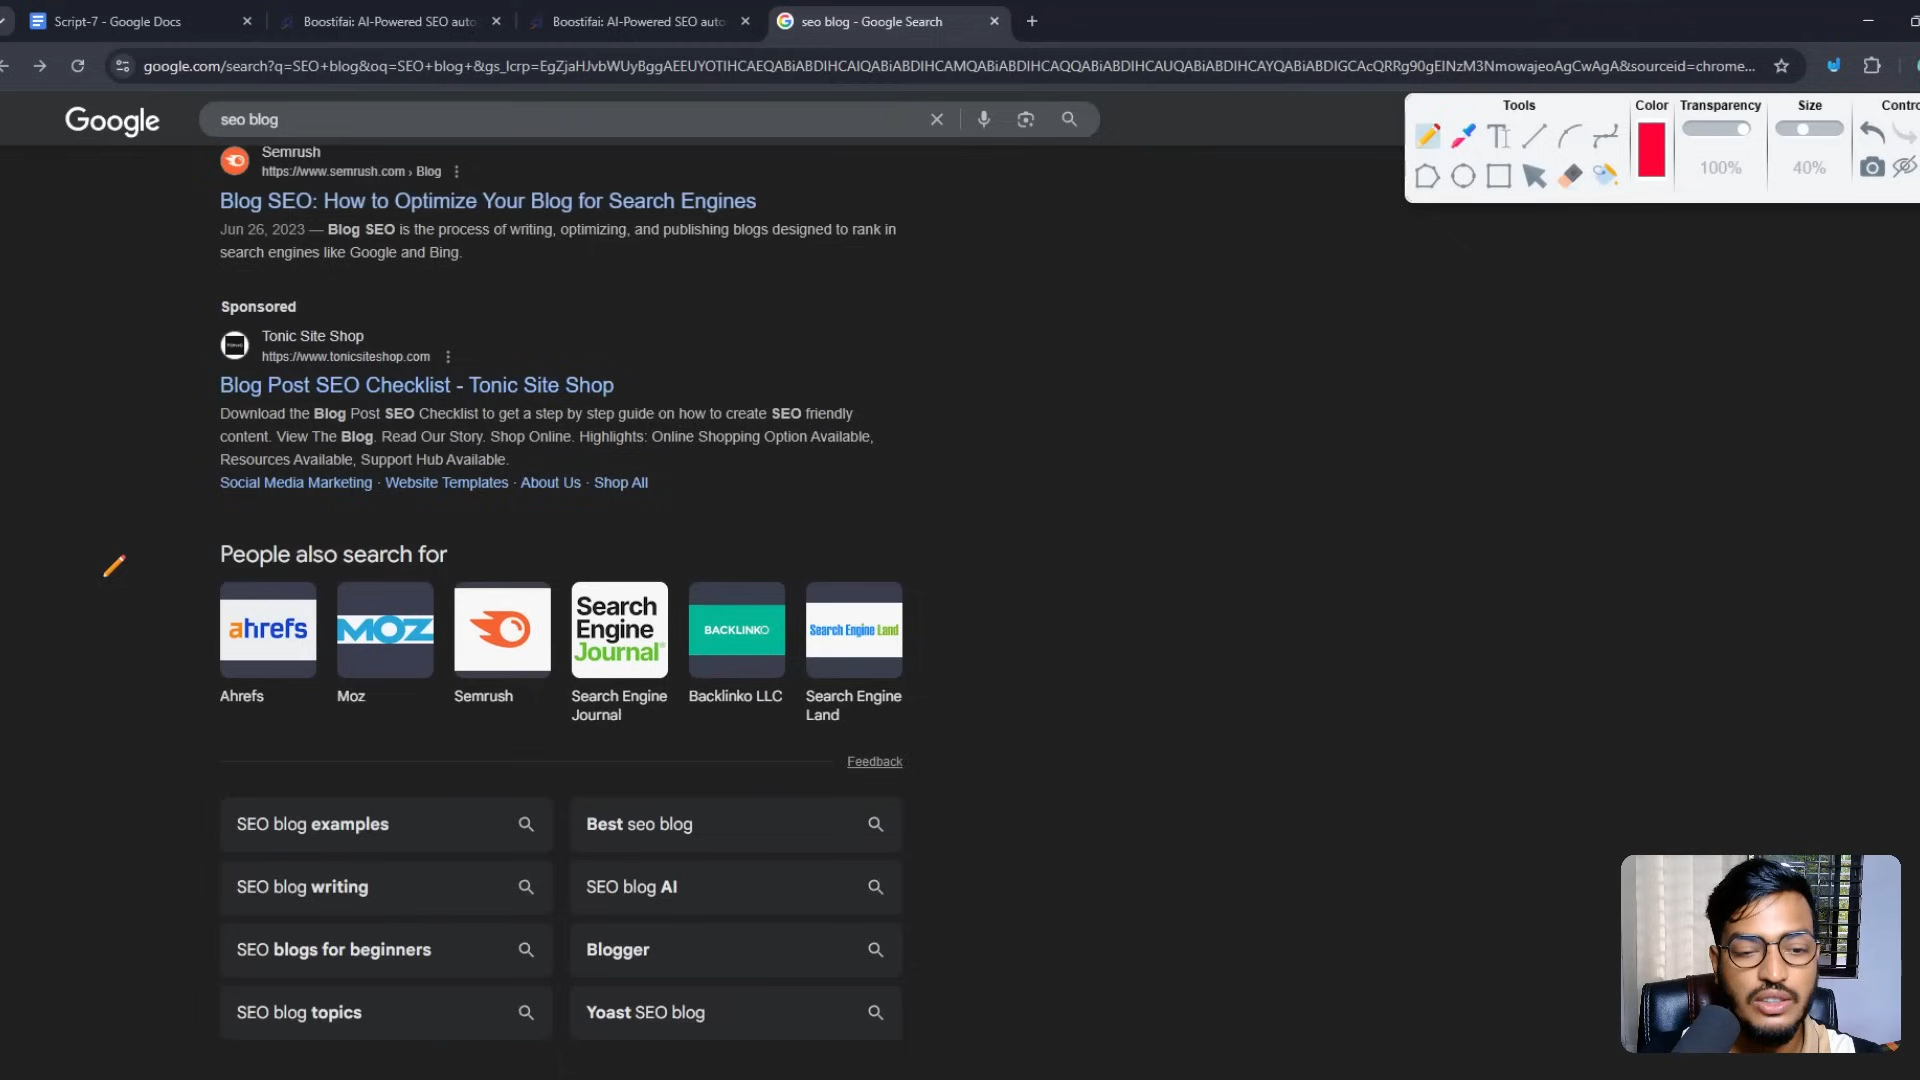 Script-7 - Google Docs
Boostifai: AI-Powered SEO auto
Boostifai: AI-Powered SEO auto
seo blog - Google Search
google.com/search?q=SEO+blog&oq=SEO+blog+&gs_lcrp=EgZjaHJvbWUyBggAEEUYOTIHCAEQABiABDIHCAIQABiABDIHCAMQABiABDIHCAQQABiABDIHCAUQABiABDIHCAYQABiABDIGCAcQRRg90gEINzM3NmowajeoAgCwAgA&sourceid=chrome...
Google
seo blog
Tools
Color
Transparency
Size
Contro
100%
40%
Semrush
https://www.semrush.com › Blog
Blog SEO: How to Optimize Your Blog for Search Engines
Jun 26, 2023 — Blog SEO is the process of writing, optimizing, and publishing blogs designed to rank in
search engines like Google and Bing.
Sponsored
Tonic Site Shop
https://www.tonicsiteshop.com
Blog Post SEO Checklist - Tonic Site Shop
Download the Blog Post SEO Checklist to get a step by step guide on how to create SEO friendly
content. View The Blog. Read Our Story. Shop Online. Highlights: Online Shopping Option Available,
Resources Available, Support Hub Available.
Social Media Marketing · Website Templates · About Us · Shop All
People also search for
ahrefs
MOZ
Search
Engine
Journal
BACKLINKO
Search Engine Land
Ahrefs
Moz
Semrush
Search Engine
Journal
Backlinko LLC
Search Engine
Land
Feedback
SEO blog examples
Best seo blog
SEO blog writing
SEO blog AI
SEO blogs for beginners
Blogger
SEO blog topics
Yoast SEO blog